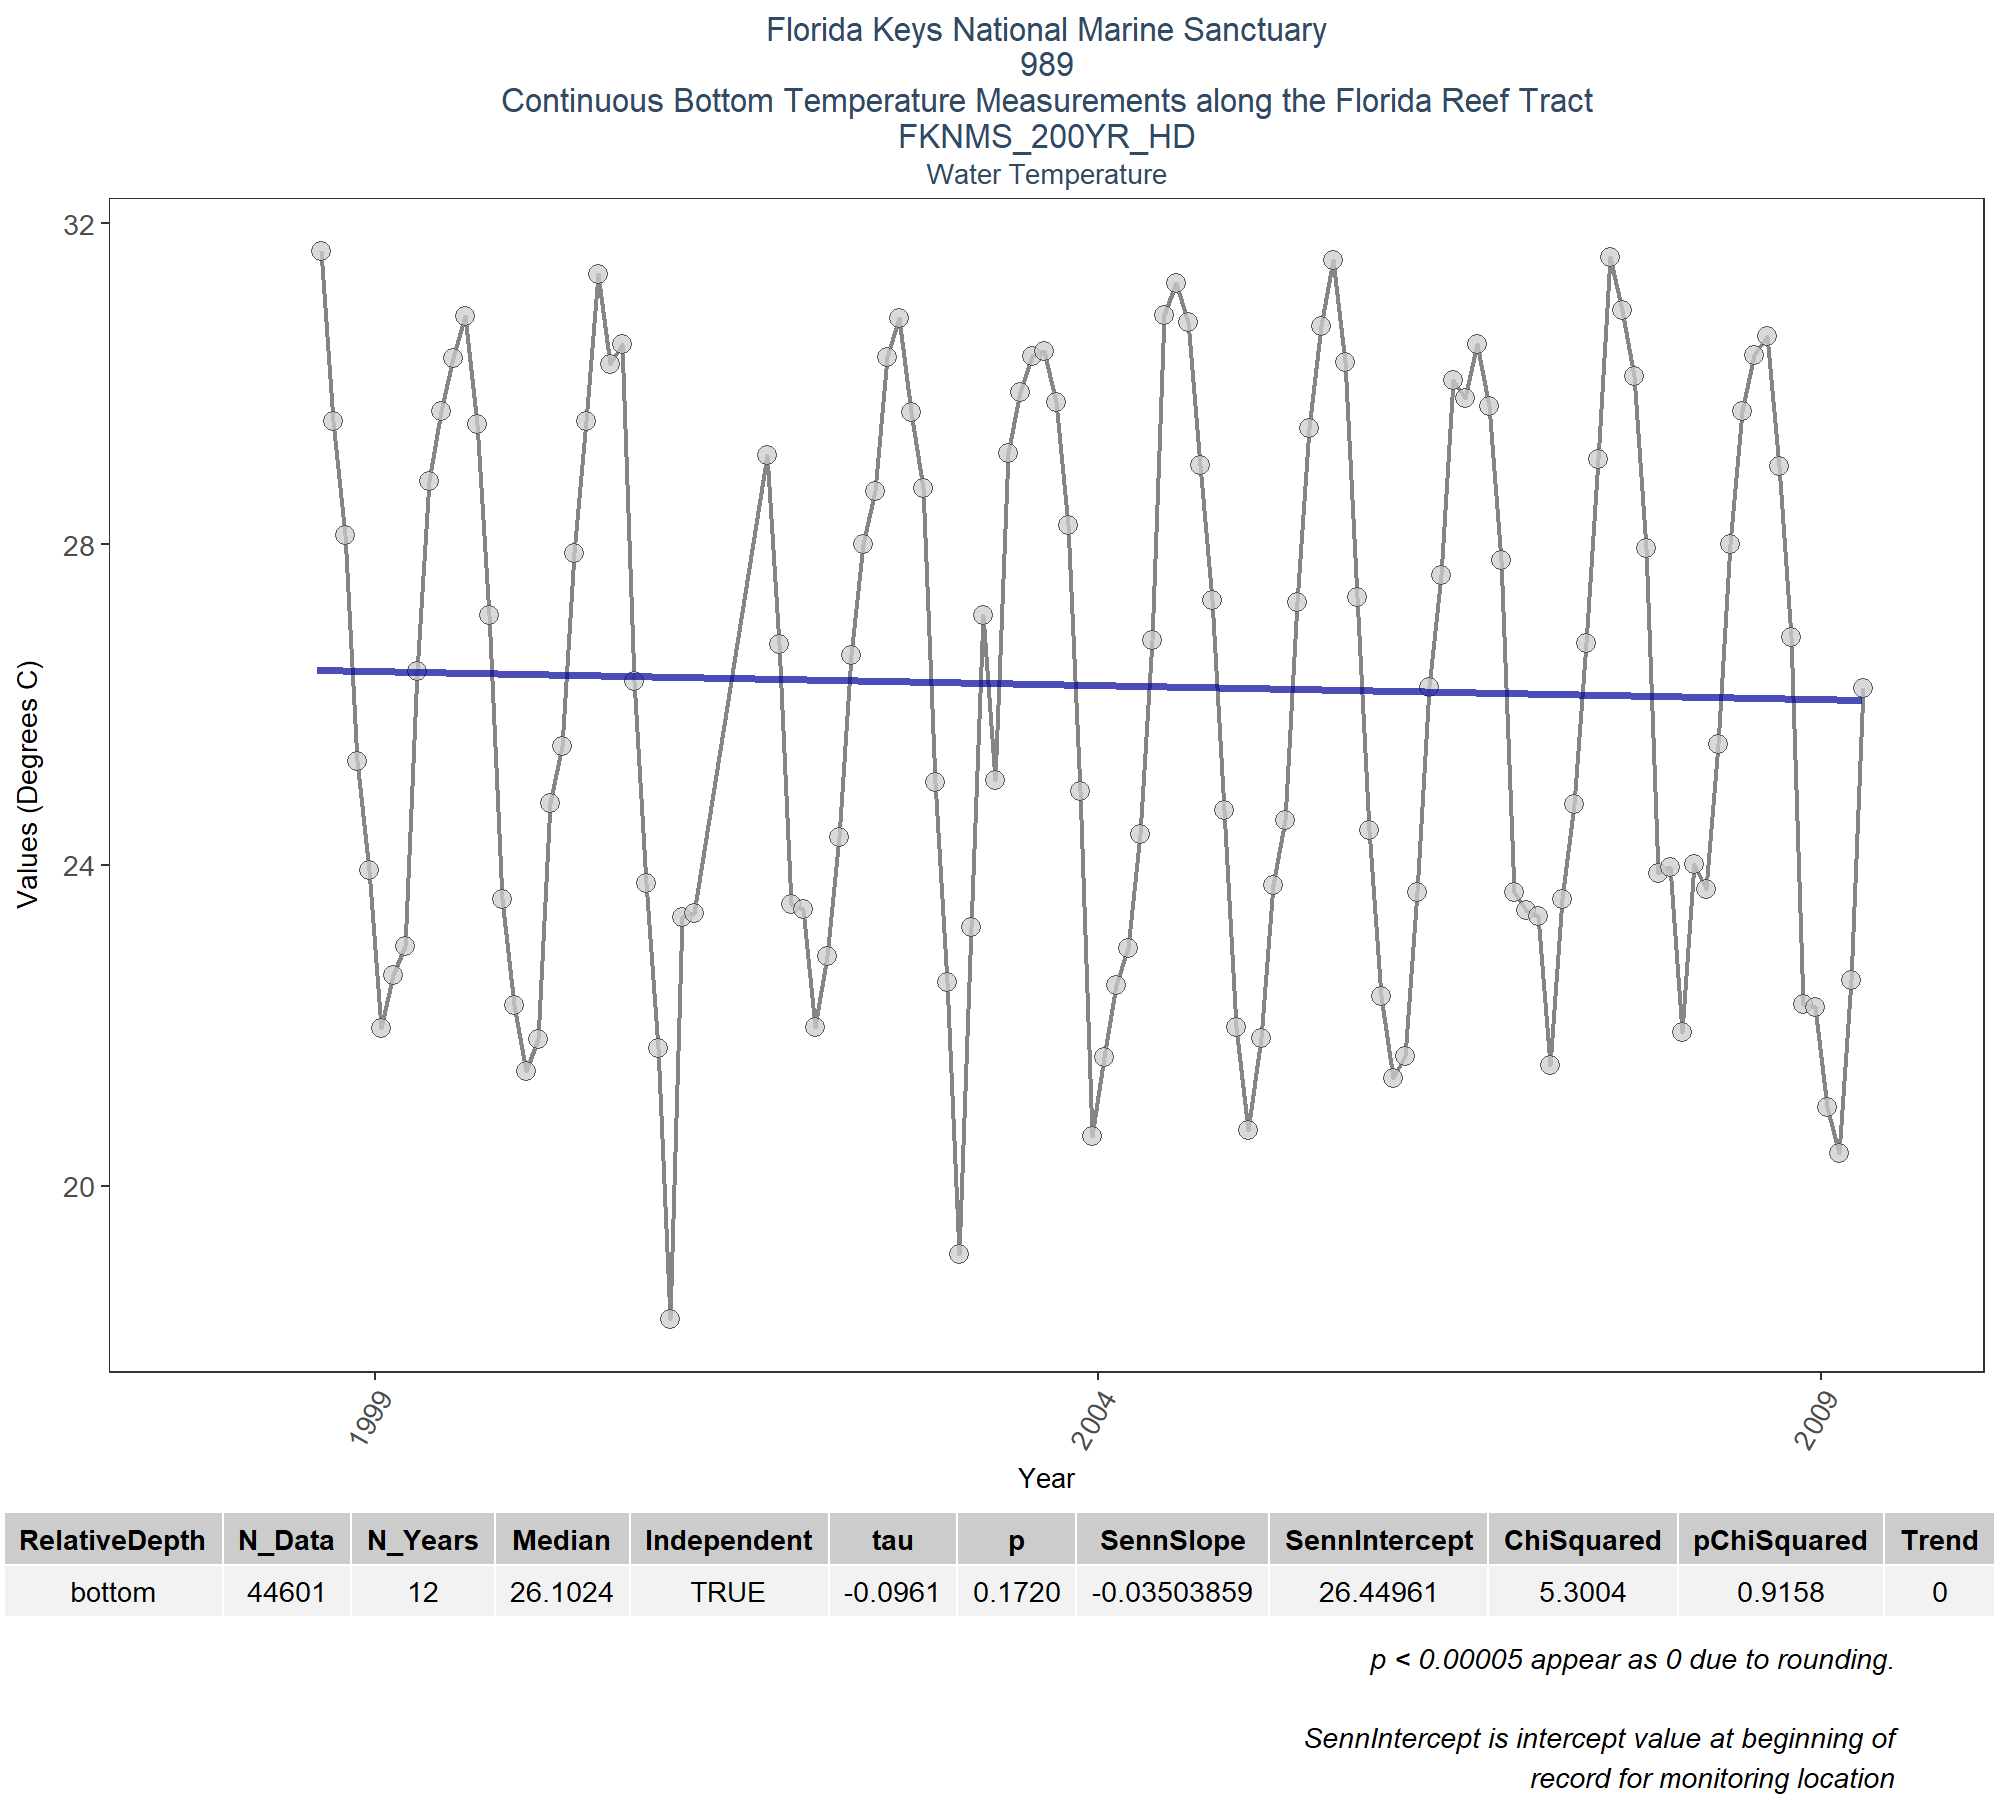 Florida Keys National Marine Sanctuary
989
Continuous Bottom Temperature Measurements along the Florida Reef Tract
FKNMS_200YR_HD
Water Temperature
32
28
24
20
Values (Degrees C)
1999
2004
2009
Year
RelativeDepth N_Data N_Years Median Independent tau p SennSlope SennIntercept ChiSquared pChiSquared Trend
bottom 44601 12 26.1024 TRUE -0.0961 0.1720 -0.03503859 26.44961 5.3004 0.9158 0
p < 0.00005 appear as 0 due to rounding.
SennIntercept is intercept value at beginning of
record for monitoring location